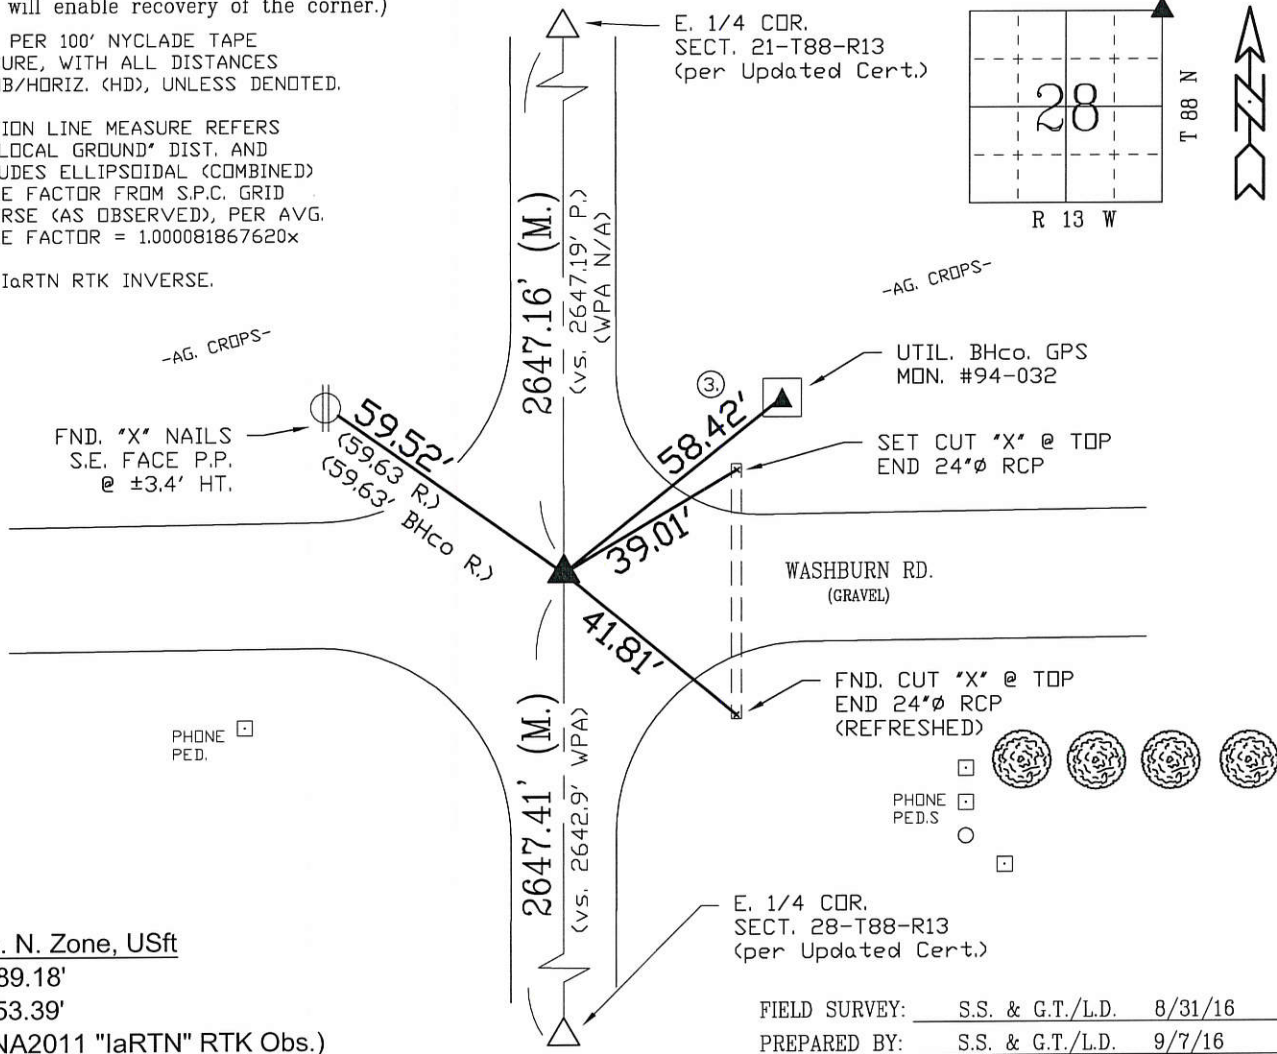 will enable recovery of the corner.)
PER 100' NYCLADE TAPE
URE, WITH ALL DISTANCES
B/HORIZ. (HD), UNLESS DENOTED.
ION LINE MEASURE REFERS
LOCAL GROUND" DIST. AND
UDES ELLIPSOIDAL (COMBINED)
E FACTOR FROM S.P.C. GRID
RSE (AS OBSERVED), PER AVG.
E FACTOR = 1.000081867620x
IaRTN RTK INVERSE.
E. 1/4 COR.
SECT. 21-T88-R13
(per Updated Cert.)
28
T 88 N
R 13 W
N
2647.16' (M.)
(vs. 2647.19' P.)
(WPA N/A)
-AG. CROPS-
-AG. CROPS-
UTIL. BHco. GPS
MON. #94-032
3.
58.42'
FND. "X" NAILS
S.E. FACE P.P.
@ ±3.4' HT.
59.52'
(59.63 R.)
(59.63' BHco R.)
SET CUT "X" @ TOP
END 24"Ø RCP
39.01'
WASHBURN RD.
(GRAVEL)
41.81'
FND. CUT "X" @ TOP
END 24"Ø RCP
(REFRESHED)
PHONE
PED.
2647.41' (M.)
(vs. 2642.9' WPA)
PHONE
PED.S
E. 1/4 COR.
SECT. 28-T88-R13
(per Updated Cert.)
. N. Zone, USft
89.18'
53.39'
NA2011 "IaRTN" RTK Obs.)
FIELD SURVEY: S.S. & G.T./L.D. 8/31/16
PREPARED BY: S.S. & G.T./L.D. 9/7/16